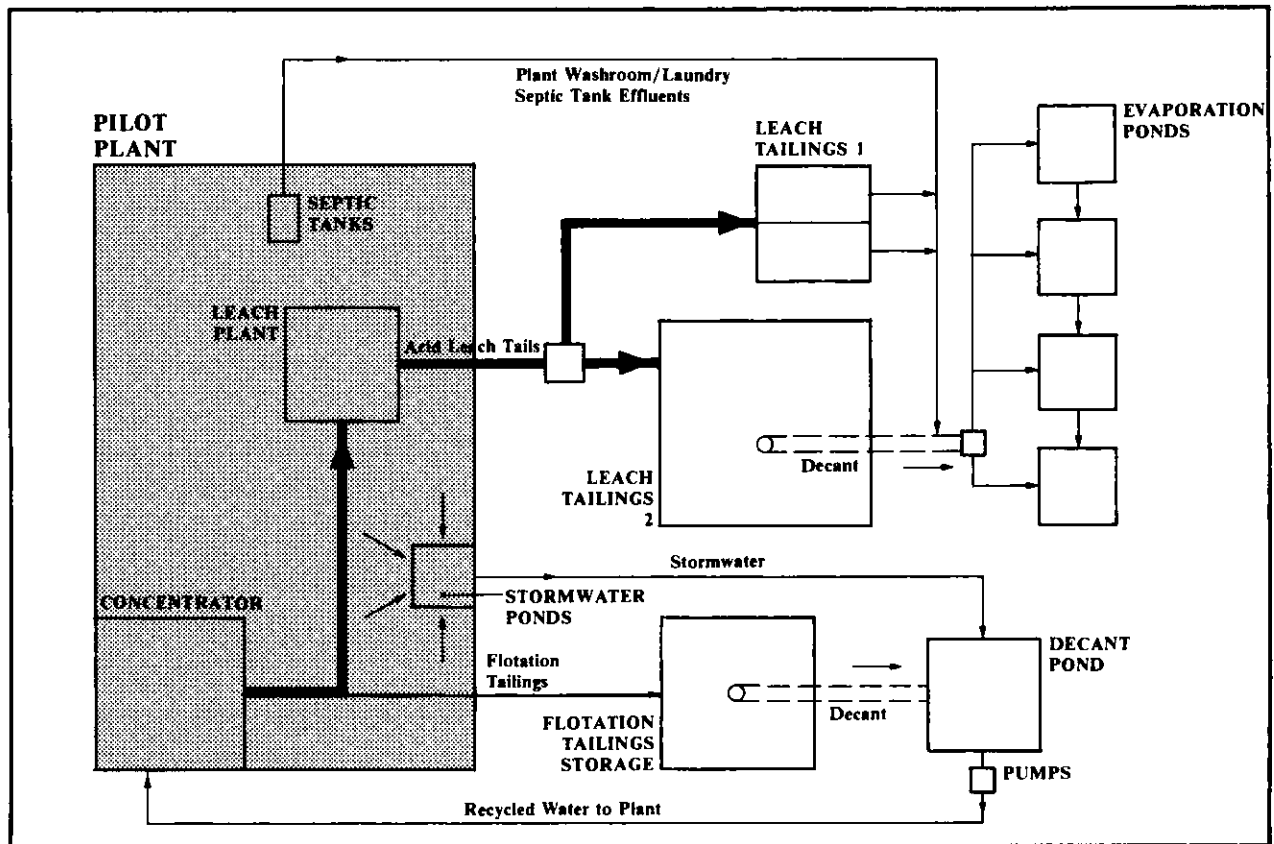 Plant Washroom/Laundry
Septic Tank Effluents
PILOT
PLANT
LEACH
TAILINGS 1
EVAPORATION
PONDS
SEPTIC
TANKS
LEACH
PLANT
Acid Leach Tails
Decant
LEACH
TAILINGS
2
Stormwater
CONCENTRATOR
STORMWATER
PONDS
DECANT
POND
Flotation
Tailings
Decant
FLOTATION
TAILINGS
STORAGE
PUMPS
Recycled Water to Plant